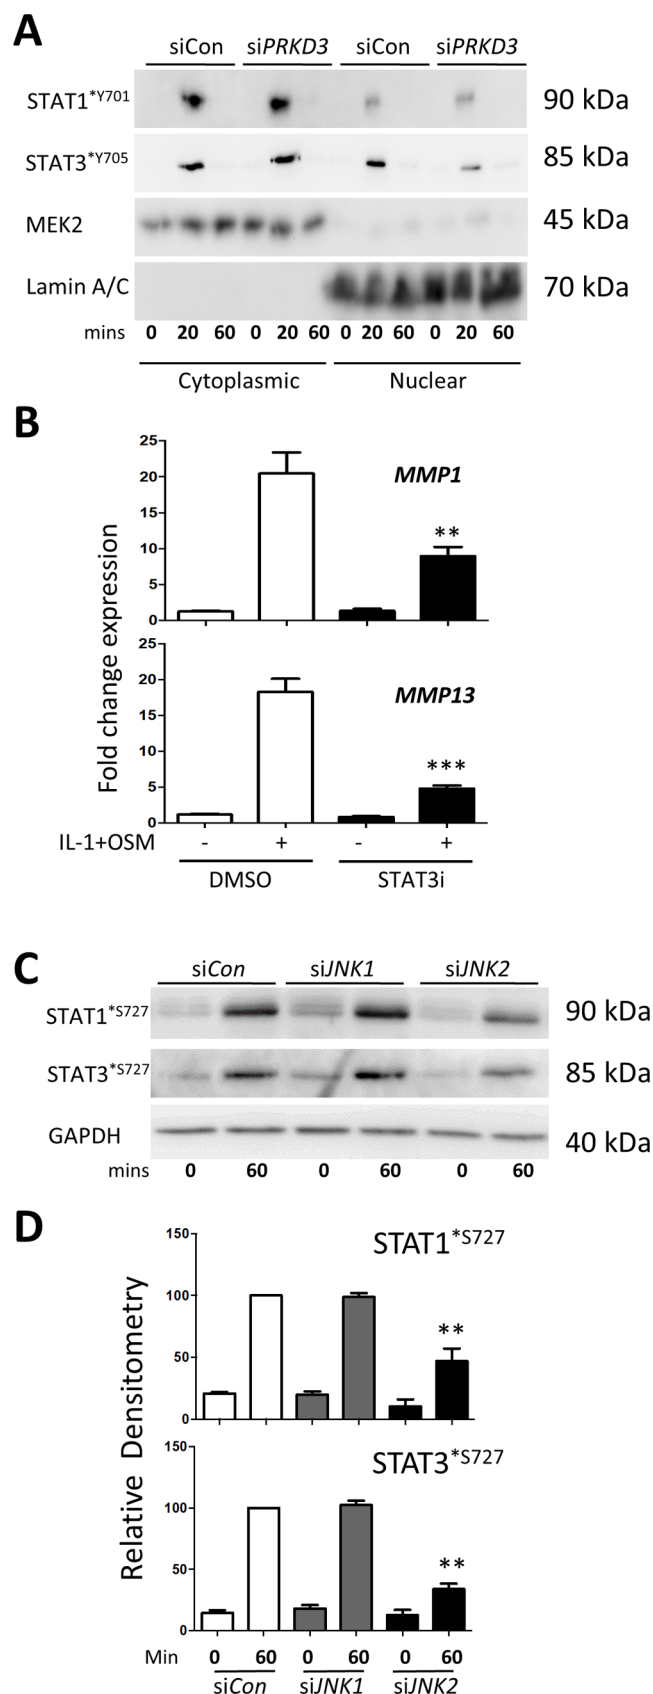 A
siCon siPRKD3 siCon siPRKD3
STAT1*Y701 90 kDa
STAT3*Y705 85 kDa
MEK2 45 kDa
Lamin A/C 70 kDa
mins 0 20 60 0 20 60 0 20 60 0 20 60
Cytoplasmic Nuclear
B
Fold change expression
25
20
15
10
5
0
MMP1
**
25
20
15
10
5
0
MMP13
***
IL-1+OSM - + - +
DMSO STAT3i
C
siCon siJNK1 siJNK2
STAT1*S727 90 kDa
STAT3*S727 85 kDa
GAPDH 40 kDa
mins 0 60 0 60 0 60
D
Relative Densitometry
150
100
50
0
STAT1*S727
**
150
100
50
0
STAT3*S727
**
Min 0 60 0 60 0 60
siCon siJNK1 siJNK2